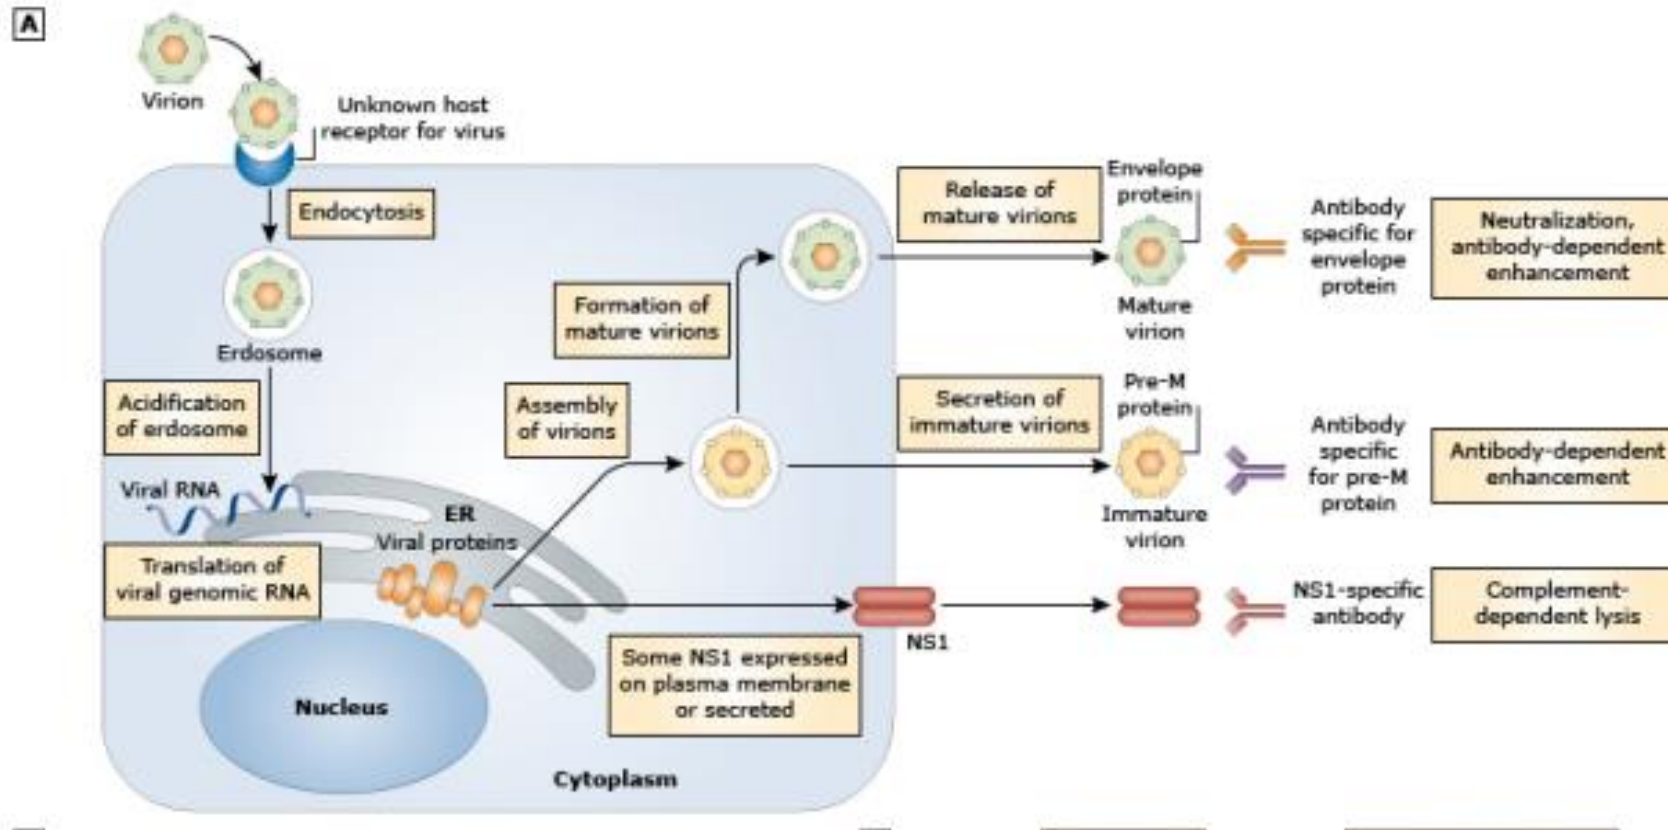 A
Virion
Unknown host
receptor for virus
Endocytosis
Erdosome
Acidification
of erdosome
Viral RNA
Translation of
viral genomic RNA
ER
Viral proteins
Nucleus
Cytoplasm
Assembly
of virions
Formation of
mature virions
Some NS1 expressed
on plasma membrane
or secreted
NS1
Release of
mature virions
Envelope
protein
Mature
virion
Antibody
specific for
envelope
protein
Neutralization,
antibody-dependent
enhancement
Secretion of
immature virions
Pre-M
protein
Immature
virion
Antibody
specific
for pre-M
protein
Antibody-dependent
enhancement
NS1-specific
antibody
Complement-
dependent lysis